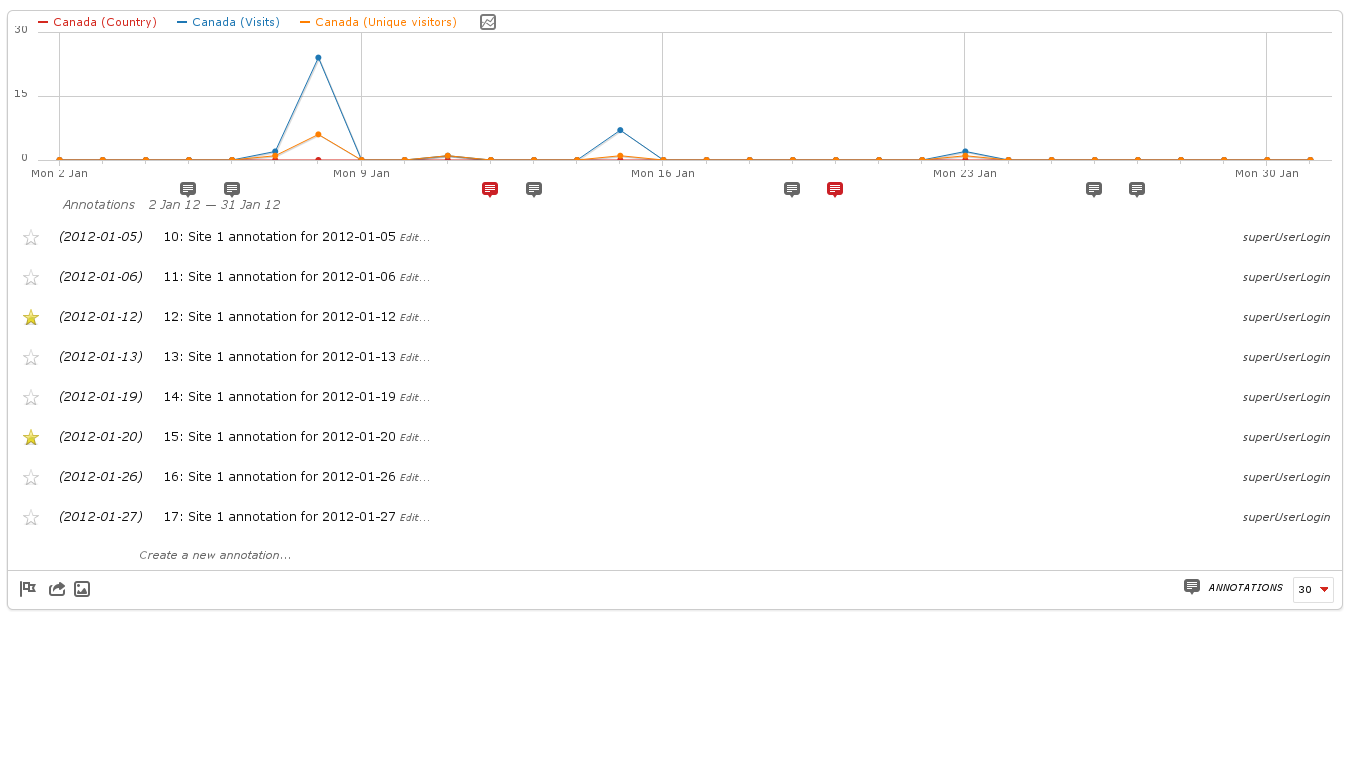 Canada (Country) Canada (Visits) Canada (Unique visitors)
30
15
0
Mon 2 Jan Mon 9 Jan Mon 16 Jan Mon 23 Jan Mon 30 Jan
Annotations 2 Jan 12 — 31 Jan 12
(2012-01-05) 10: Site 1 annotation for 2012-01-05 Edit... superUserLogin
(2012-01-06) 11: Site 1 annotation for 2012-01-06 Edit... superUserLogin
(2012-01-12) 12: Site 1 annotation for 2012-01-12 Edit... superUserLogin
(2012-01-13) 13: Site 1 annotation for 2012-01-13 Edit... superUserLogin
(2012-01-19) 14: Site 1 annotation for 2012-01-19 Edit... superUserLogin
(2012-01-20) 15: Site 1 annotation for 2012-01-20 Edit... superUserLogin
(2012-01-26) 16: Site 1 annotation for 2012-01-26 Edit... superUserLogin
(2012-01-27) 17: Site 1 annotation for 2012-01-27 Edit... superUserLogin
Create a new annotation...
ANNOTATIONS 30